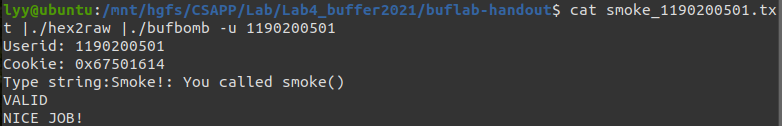 lyy@ubuntu:/mnt/hgfs/CSAPP/Lab/Lab4_buffer2021/buflab-handout$ cat smoke_1190200501.tx
t |./hex2raw |./bufbomb -u 1190200501
Userid: 1190200501
Cookie: 0x67501614
Type string:Smoke!: You called smoke()
VALID
NICE JOB!